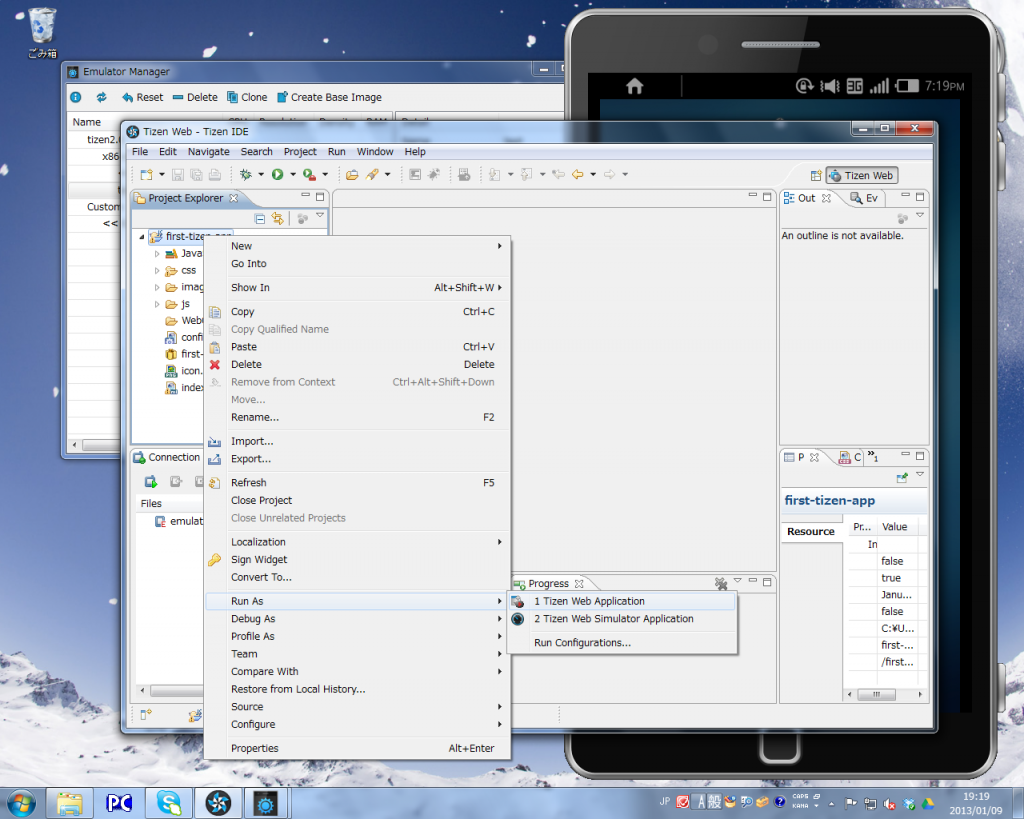 ごみ箱
Emulator Manager
Reset Delete Clone Create Base Image
Name
x86
Custom
<<
7:19PM
3G
Tizen Web - Tizen IDE
File Edit Navigate Search Project Run Window Help
Tizen Web
Project Explorer
first-tizen-app
Java
css
js
icon.
index
Out
Ev
An outline is not available.
New
Go Into
Show In Alt+Shift+W
Copy Ctrl+C
Copy Qualified Name
Paste Ctrl+V
Delete Delete
Remove from Context Ctrl+Alt+Shift+Down
Move...
Rename... F2
Import...
Export...
Refresh F5
Close Project
Close Unrelated Projects
Localization
Sign Widget
Convert To...
Run As
Debug As
Profile As
Team
Compare With
Restore from Local History...
Source
Configure
Properties Alt+Enter
1 Tizen Web Application
2 Tizen Web Simulator Application
Run Configurations...
Connection
Files
emulat
Progress
P
C
»1
first-tizen-app
Resource
Pr... Value
In
false
true
Janu...
false
C:¥U...
first-...
/first...
PC
JP
A般
CAPS
KANA
19:19
2013/01/09